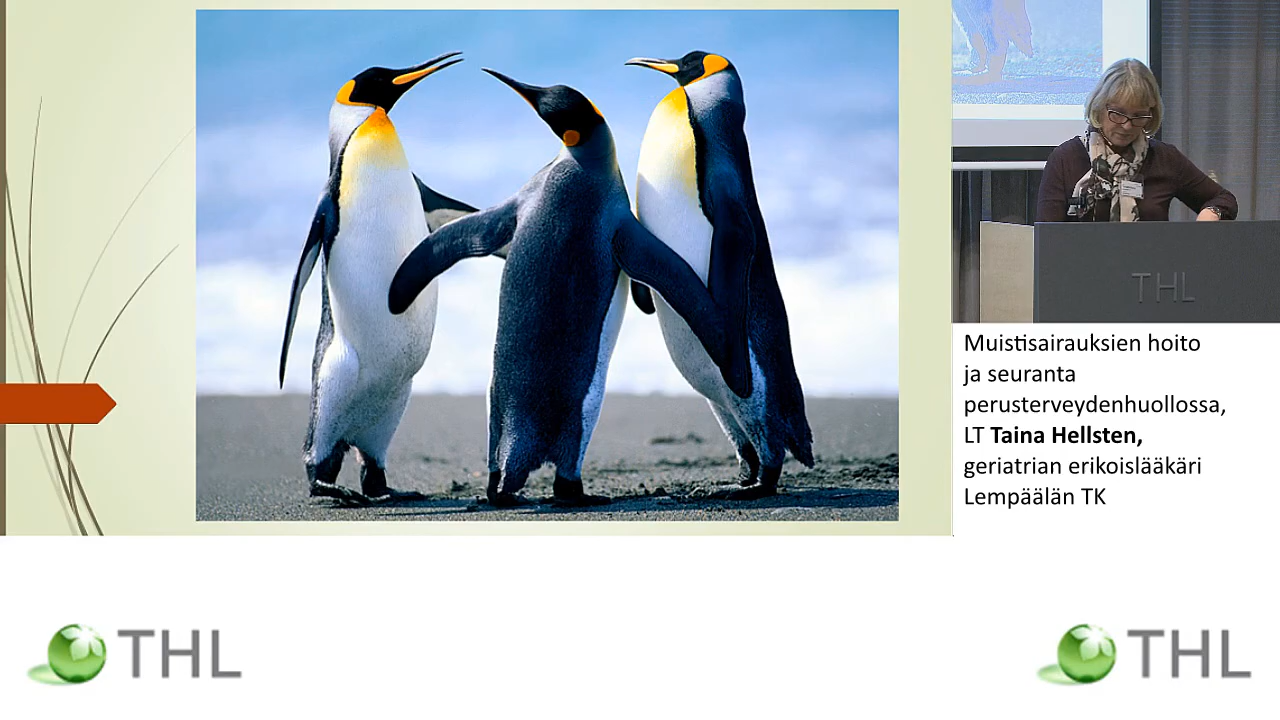 THL
Muistisairauksien hoito
ja seuranta
perusterveydenhuollossa,
LT Taina Hellsten,
geriatrian erikoislääkäri
Lempäälän TK
THL
THL